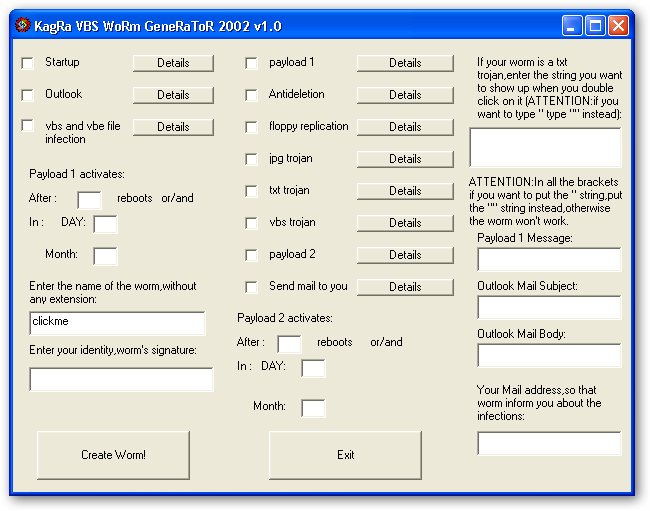 KagRa VBS WoRm GeneRaToR 2002 v1.0
Startup
Details
Outlook
Details
vbs and vbe file
infection
Details
Payload 1 activates:
After :
reboots or/and
In :
DAY:
Month:
Enter the name of the worm,without
any extension:
clickme
Enter your identity,worm's signature:
Create Worm!
payload 1
Details
Antideletion
Details
floppy replication
Details
jpg trojan
Details
txt trojan
Details
vbs trojan
Details
payload 2
Details
Send mail to you
Details
Payload 2 activates:
After :
reboots
or/and
In :
DAY:
Month:
Exit
If your worm is a txt
trojan,enter the string you want
to show up when you double
click on it (ATTENTION:if you
want to type " type "" instead):
ATTENTION:In all the brackets
if you want to put the " string,put
the "" string instead,otherwise
the worm won't work.
Payload 1 Message:
Outlook Mail Subject:
Outlook Mail Body:
Your Mail address,so that
worm inform you about the
infections: